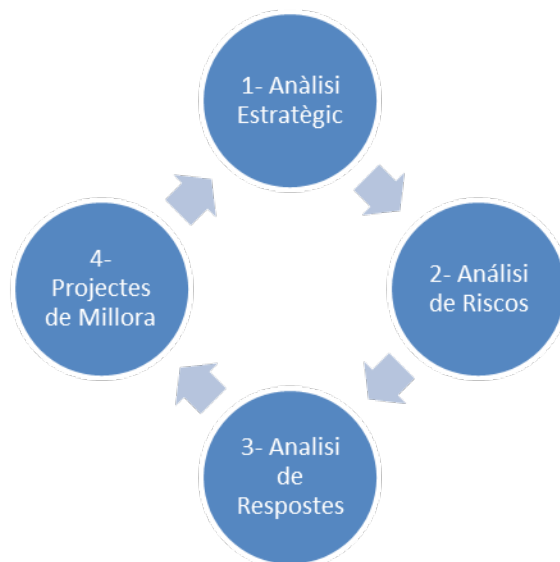 1- Anàlisi
Estratègic
2- Análisi
de Riscos
3- Analisi
de
Respostes
4-
Projectes
de Millora